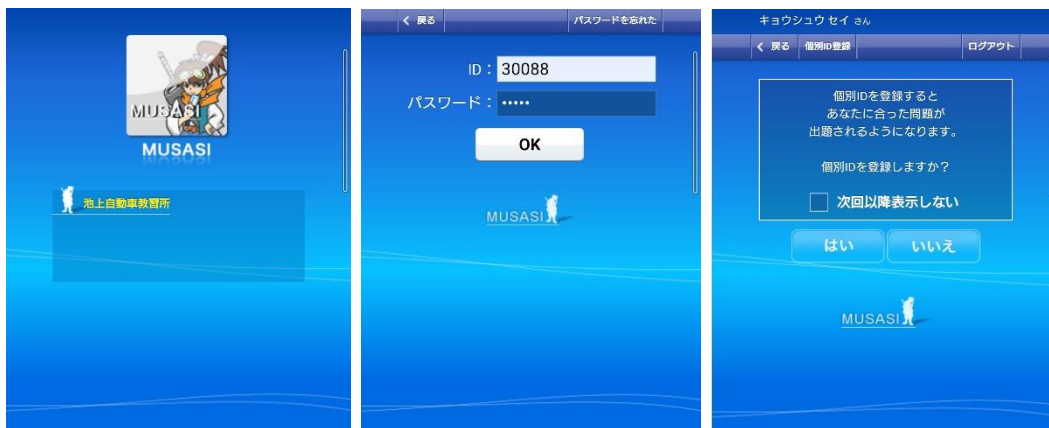 MUSASI
MUSASI
池上自動車教習所
く 戻る
パスワードを忘れた
ID：30088
パスワード：•••••
OK
MUSASI
キョウシュウ セイ さん
く 戻る
個別ID登録
ログアウト
個別IDを登録すると
あなたに合った問題が
出題されるようになります。
個別IDを登録しますか？
次回以降表示しない
はい
いいえ
MUSASI